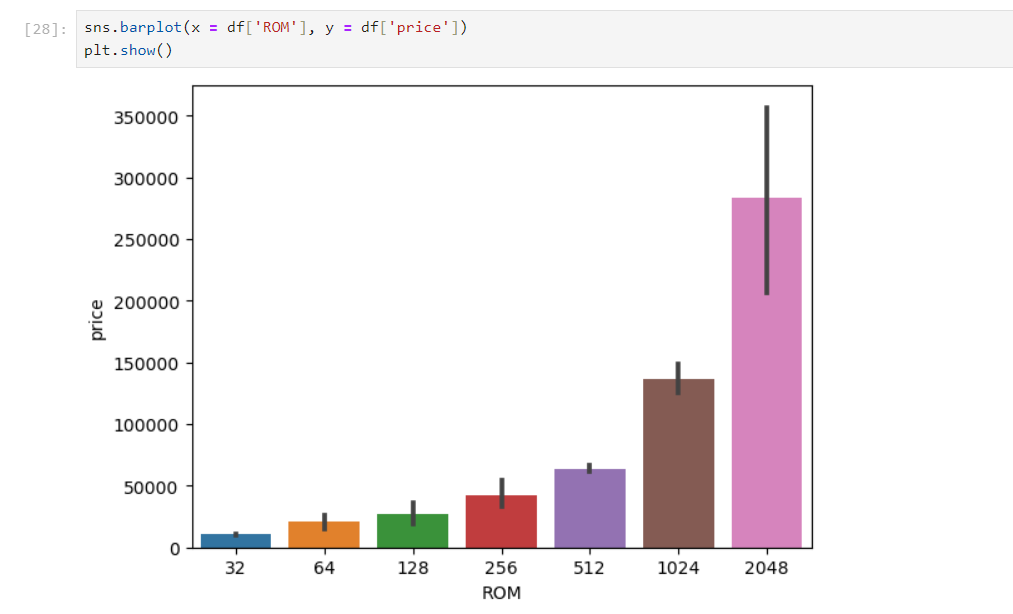 [28]: sns.barplot(x = df['ROM'], y = df['price'])
plt.show()
350000
300000
250000
200000
150000
100000
50000
0
price
32 64 128 256 512 1024 2048
ROM